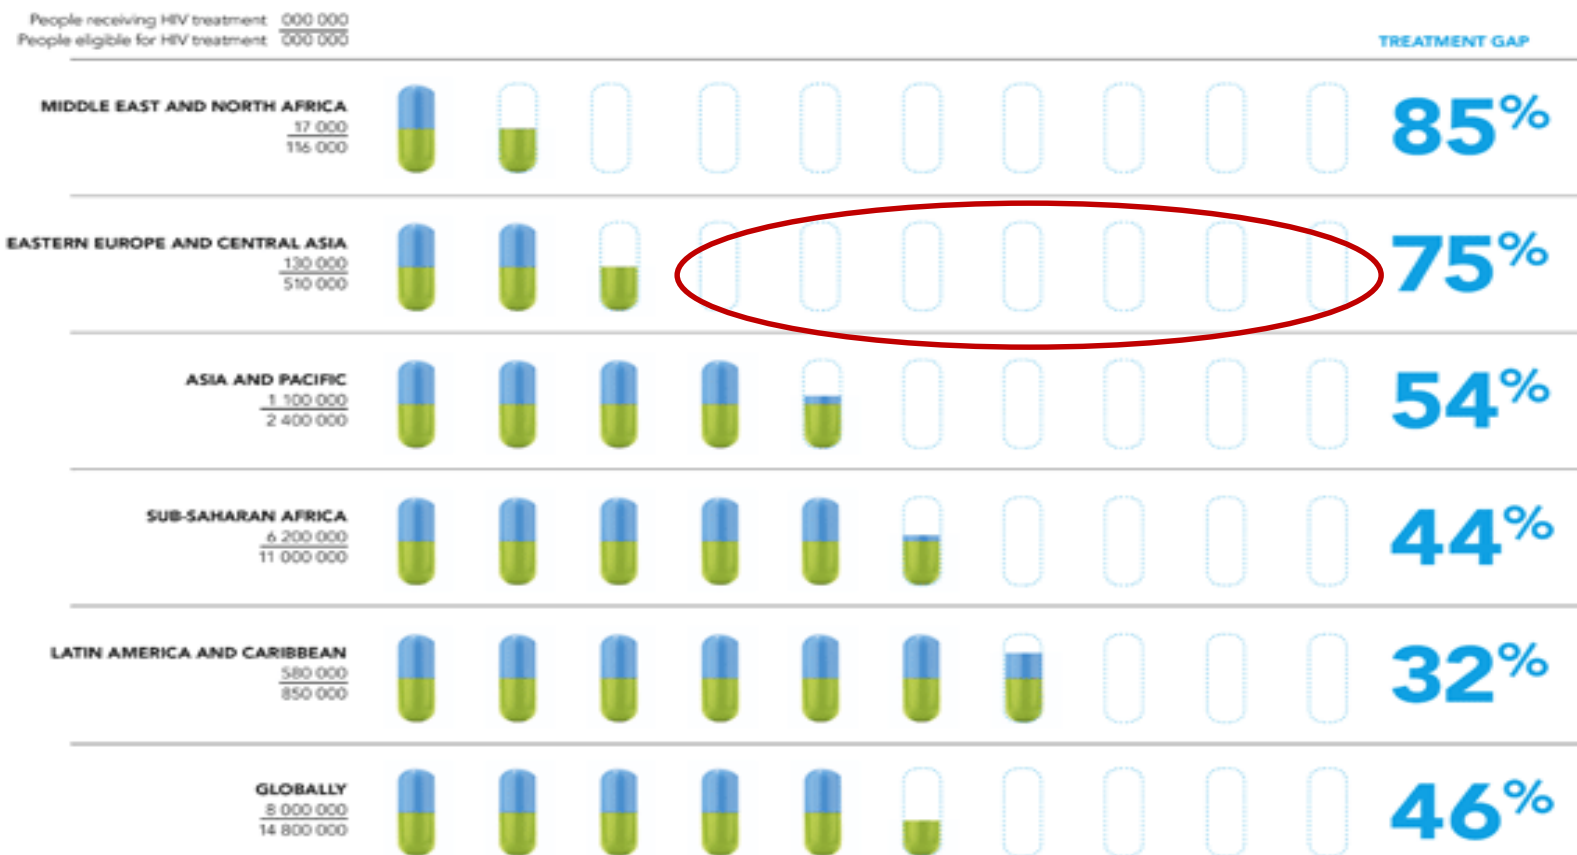 People receiving HIV treatment 000 000
People eligible for HIV treatment 000 000
TREATMENT GAP
MIDDLE EAST AND NORTH AFRICA
17 000
116 000
85%
EASTERN EUROPE AND CENTRAL ASIA
130 000
510 000
75%
ASIA AND PACIFIC
1 100 000
2 400 000
54%
SUB-SAHARAN AFRICA
6 200 000
11 000 000
44%
LATIN AMERICA AND CARIBBEAN
580 000
850 000
32%
GLOBALLY
8 000 000
14 800 000
46%